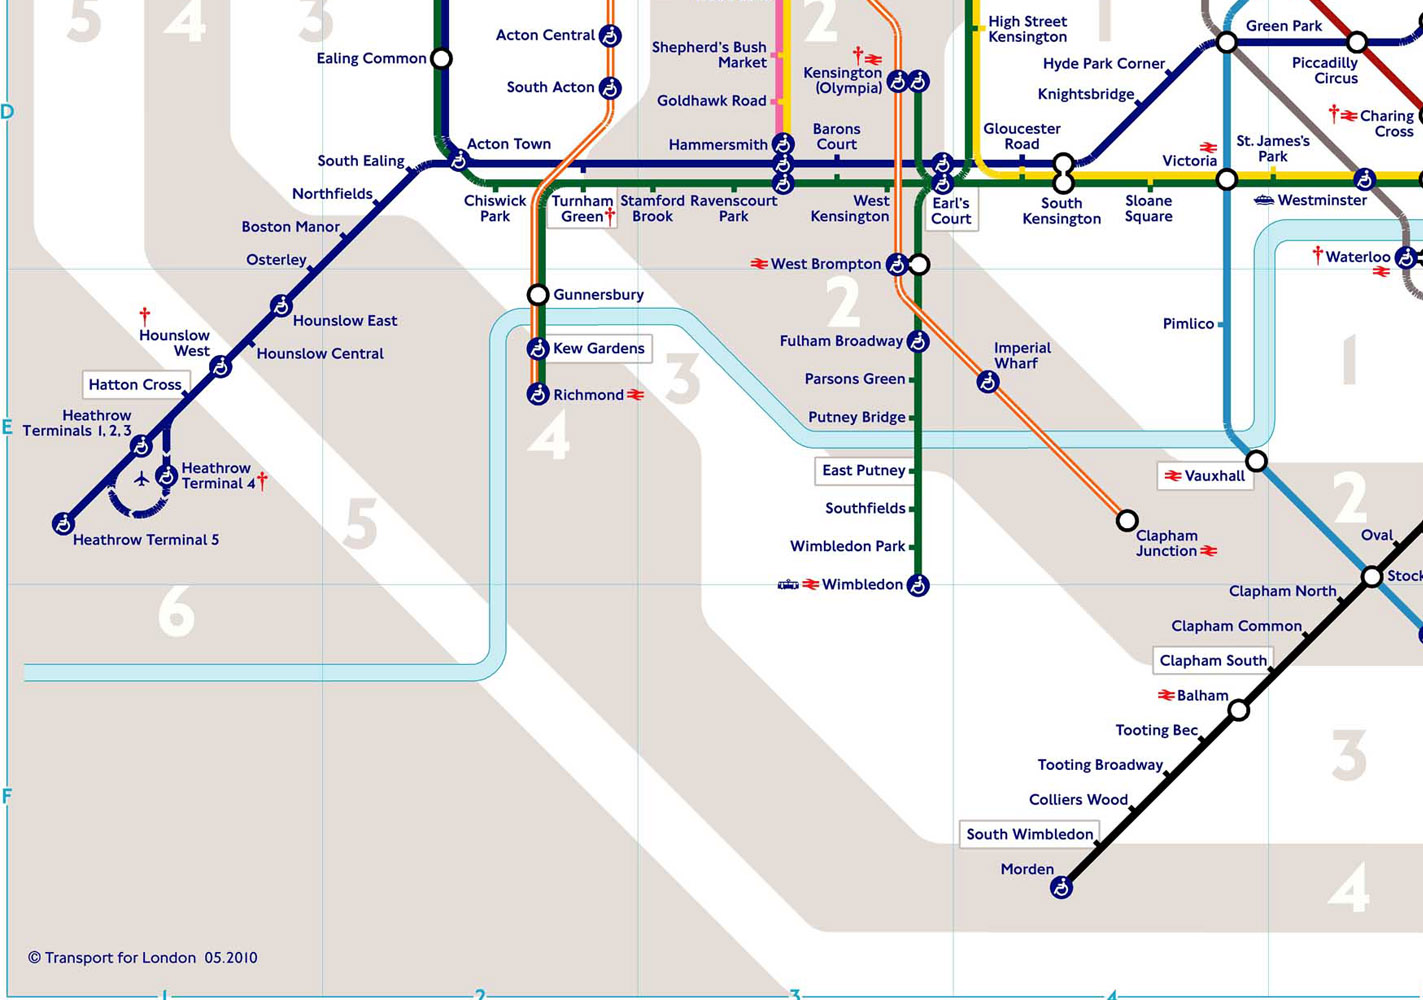 5
4
3
2
1
High Street
Kensington
Green Park
Acton Central
Ealing Common
Shepherd's Bush
Market
Kensington
(Olympia)
Hyde Park Corner
Piccadilly
Circus
South Acton
Goldhawk Road
Knightsbridge
D
Charing
Cross
Acton Town
Hammersmith
Barons
Court
Gloucester
Road
St. James's
Park
Victoria
South Ealing
Northfields
Chiswick
Park
Turnham
Green†
Stamford
Brook
Ravenscourt
Park
West
Kensington
Earl's
Court
South
Kensington
Sloane
Square
Westminster
Boston Manor
Osterley
West Brompton
Waterloo
2
Gunnersbury
Hounslow East
Hounslow
West
Hounslow Central
Kew Gardens
Fulham Broadway
Imperial
Wharf
Pimlico
1
3
Hatton Cross
Richmond
Parsons Green
Putney Bridge
Heathrow
Terminals 1, 2, 3
E
4
Heathrow
Terminal 4†
East Putney
Vauxhall
2
5
Southfields
Heathrow Terminal 5
Wimbledon Park
Clapham
Junction
Oval
Wimbledon
Stock
Clapham North
6
Clapham Common
Clapham South
Balham
Tooting Bec
3
Tooting Broadway
F
Colliers Wood
South Wimbledon
Morden
4
© Transport for London 05.2010
1
2
3
4